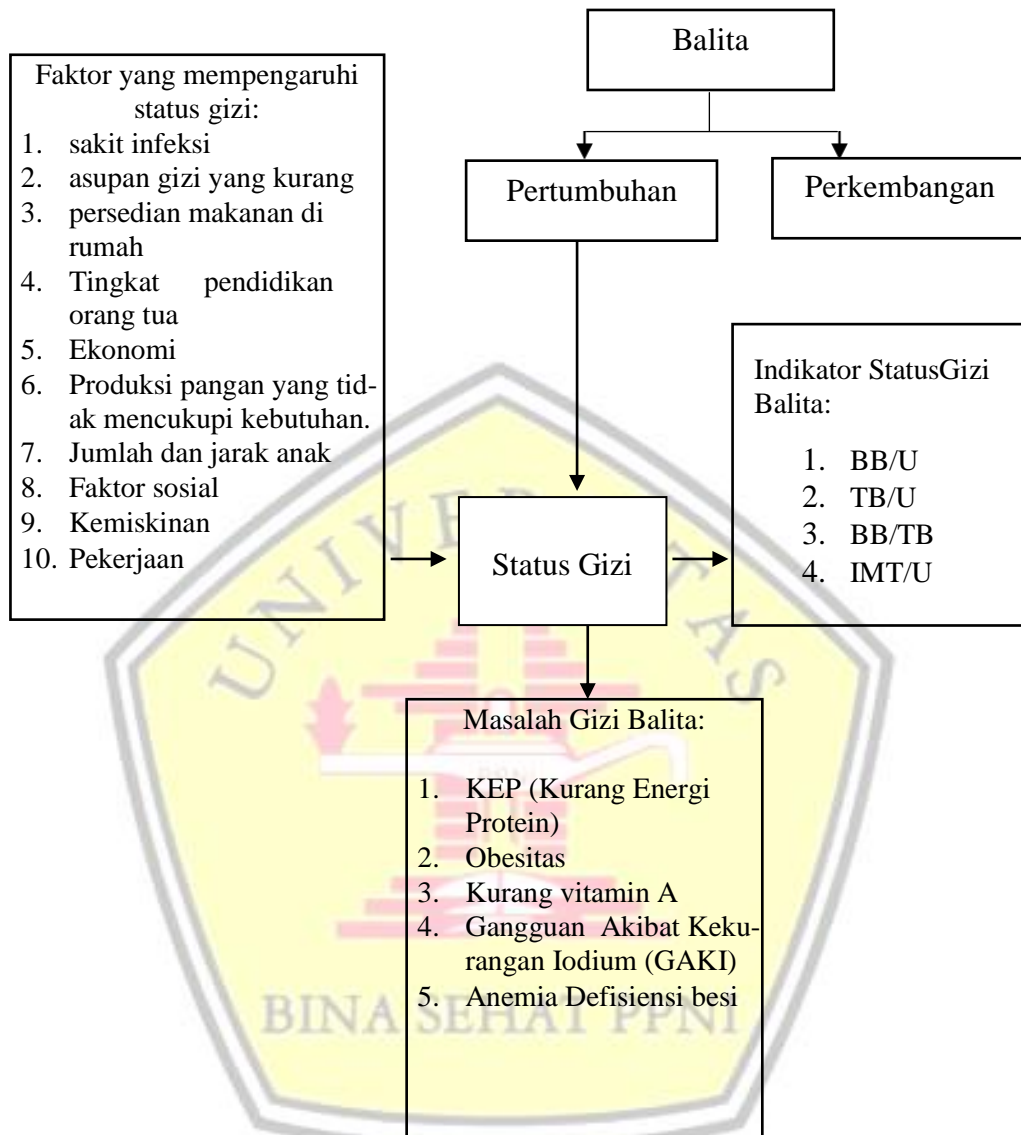 Balita
Pertumbuhan
Perkembangan
Faktor yang mempengaruhi
status gizi:
1. sakit infeksi
2. asupan gizi yang kurang
3. persedian makanan di
rumah
4. Tingkat pendidikan
orang tua
5. Ekonomi
6. Produksi pangan yang tid-
ak mencukupi kebutuhan.
7. Jumlah dan jarak anak
8. Faktor sosial
9. Kemiskinan
10. Pekerjaan
Status Gizi
Indikator StatusGizi
Balita:
1. BB/U
2. TB/U
3. BB/TB
4. IMT/U
Masalah Gizi Balita:
1. KEP (Kurang Energi
Protein)
2. Obesitas
3. Kurang vitamin A
4. Gangguan Akibat Keku-
rangan Iodium (GAKI)
5. Anemia Defisiensi besi
UNIVERSITAS
BINA SEHAT PPNI